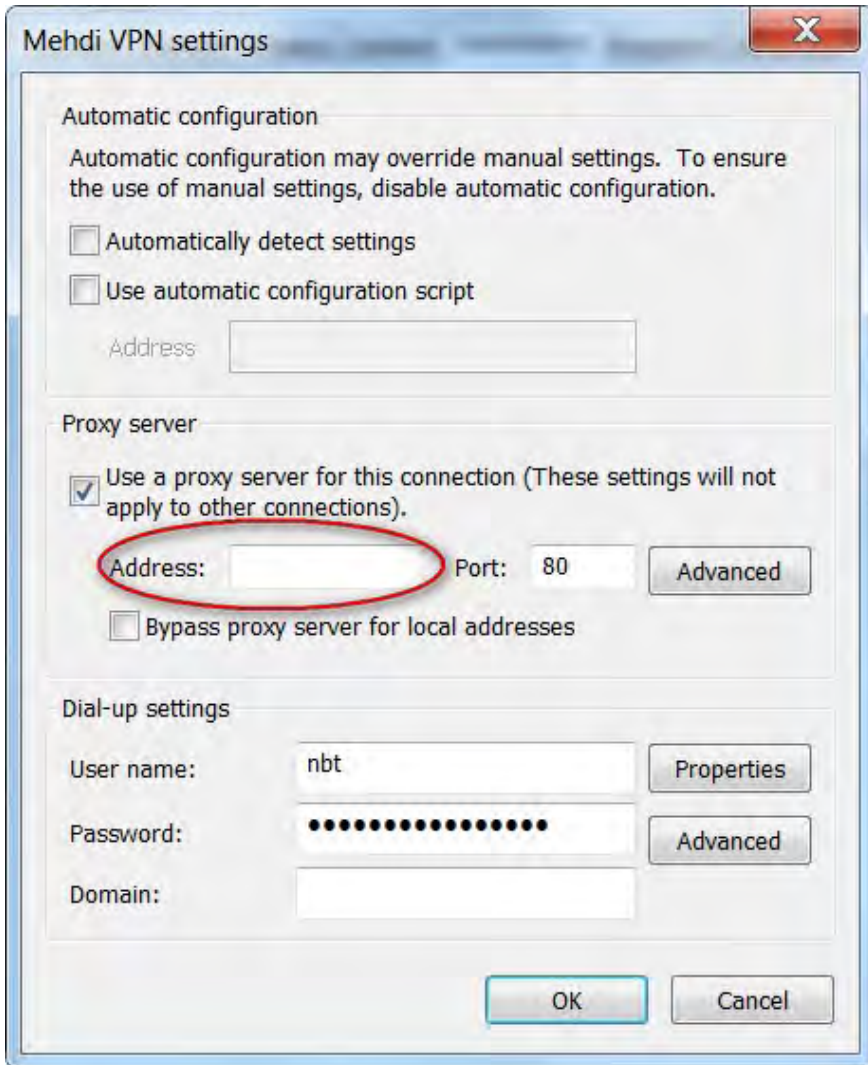 Mehdi VPN settings
Automatic configuration
Automatic configuration may override manual settings. To ensure
the use of manual settings, disable automatic configuration.
Automatically detect settings
Use automatic configuration script
Address
Proxy server
Use a proxy server for this connection (These settings will not
apply to other connections).
Address: Port: 80 Advanced
Bypass proxy server for local addresses
Dial-up settings
User name: nbt Properties
Password: •••••••••••••••• Advanced
Domain:
OK Cancel